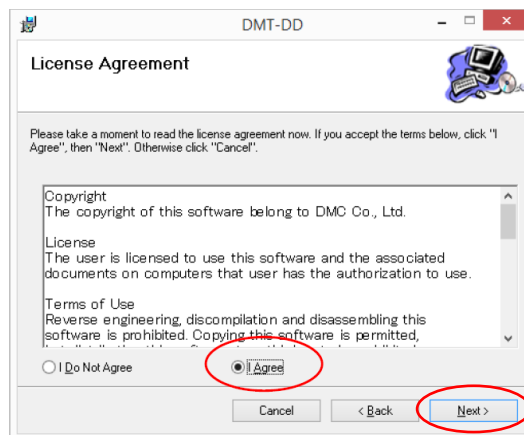 DMT-DD
License Agreement
Please take a moment to read the license agreement now. If you accept the terms below, click "I
Agree", then "Next". Otherwise click "Cancel".
Copyright
The copyright of this software belong to DMC Co., Ltd.
License
The user is licensed to use this software and the associated
documents on computers that user has the authorization to use.
Terms of Use
Reverse engineering, discompilation and disassembling this
software is prohibited. Copying this software is permitted,
I Do Not Agree
I Agree
Cancel
< Back
Next >